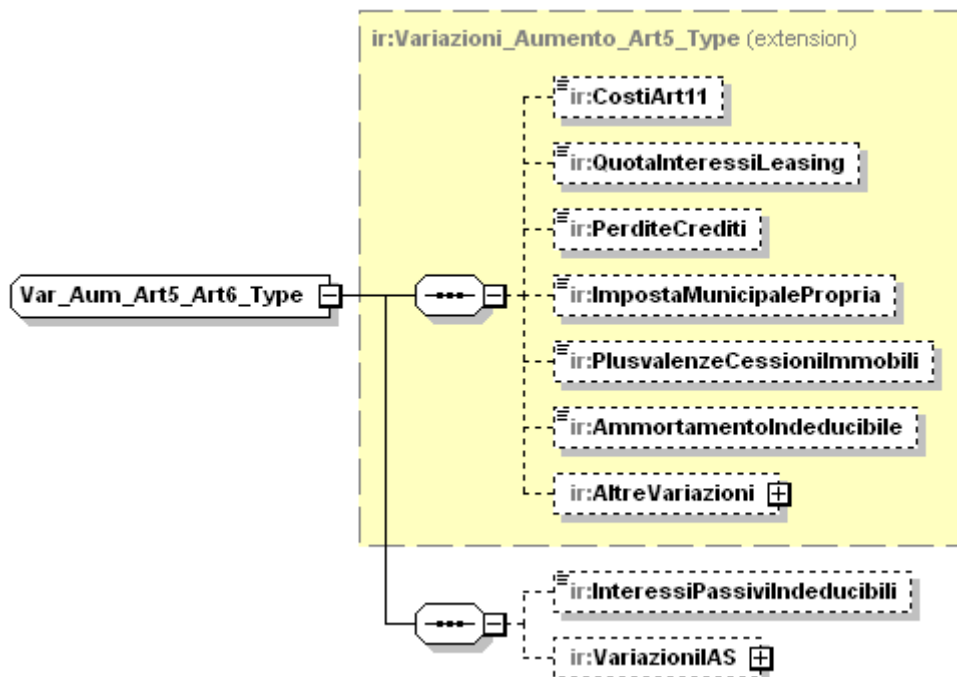 ir:Variazioni_Aumento_Art5_Type (extension)
ir:CostiArt11
ir:QuotaInteressiLeasing
ir:PerditeCrediti
Var_Aum_Art5_Art6_Type
ir:ImpostaMunicipalePropria
ir:PlusvalenzeCessioniImmobili
ir:AmmortamentoIndeducibile
ir:AltreVariazioni
ir:InteressiPassiviIndeducibili
ir:VariazioniIAS